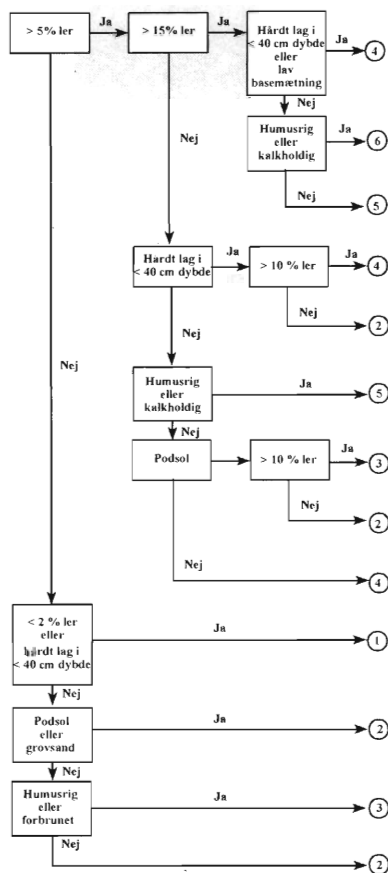 > 5% ler
Ja
> 15% ler
Ja
Hårdt lag i
< 40 cm dybde
eller
lav
basemætning
Ja
4
Nej
Humusrig
eller
kalkholdig
Ja
6
Nej
5
Nej
Hårdt lag i
< 40 cm dybde
Ja
> 10 % ler
Ja
4
Nej
2
Nej
Nej
Humusrig
eller
kalkholdig
Ja
5
Nej
Podsol
> 10 % ler
Ja
3
Nej
2
Nej
4
< 2 % ler
eller
hårdt lag i
< 40 cm dybde
Ja
1
Nej
Podsol
eller
grovsand
Ja
2
Nej
Humusrig
eller
forbrunet
Ja
3
Nej
2